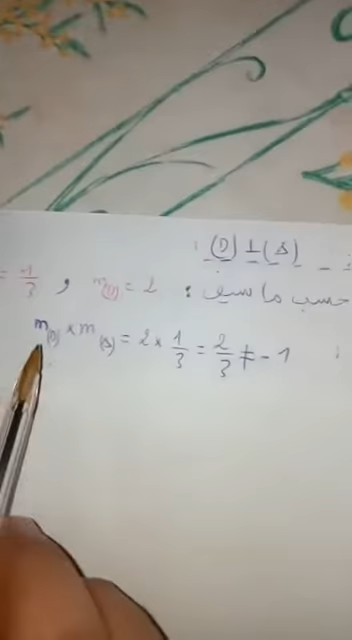 (D) ⊥ (Δ) -
حسب ما سبق : m(D) = 2 , = 1/3
m(D) × m(Δ) = 2 × 1/3 = 2/3 ≠ -1